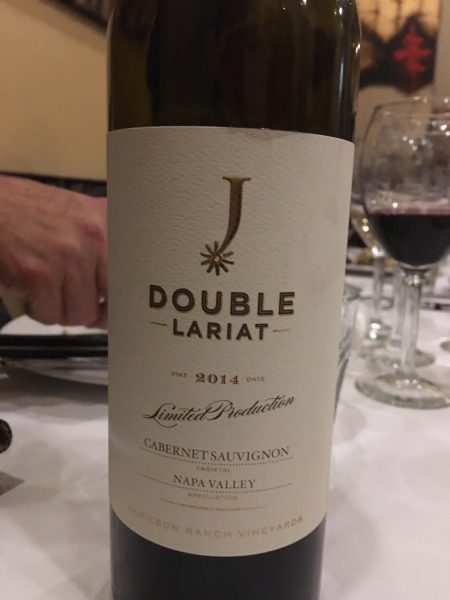 J
DOUBLE
LARIAT
VINT 2014 DATE
Limited Production
CABERNET SAUVIGNON
VARIETAL
NAPA VALLEY
APPELLATION
JAMIESON RANCH VINEYARDS